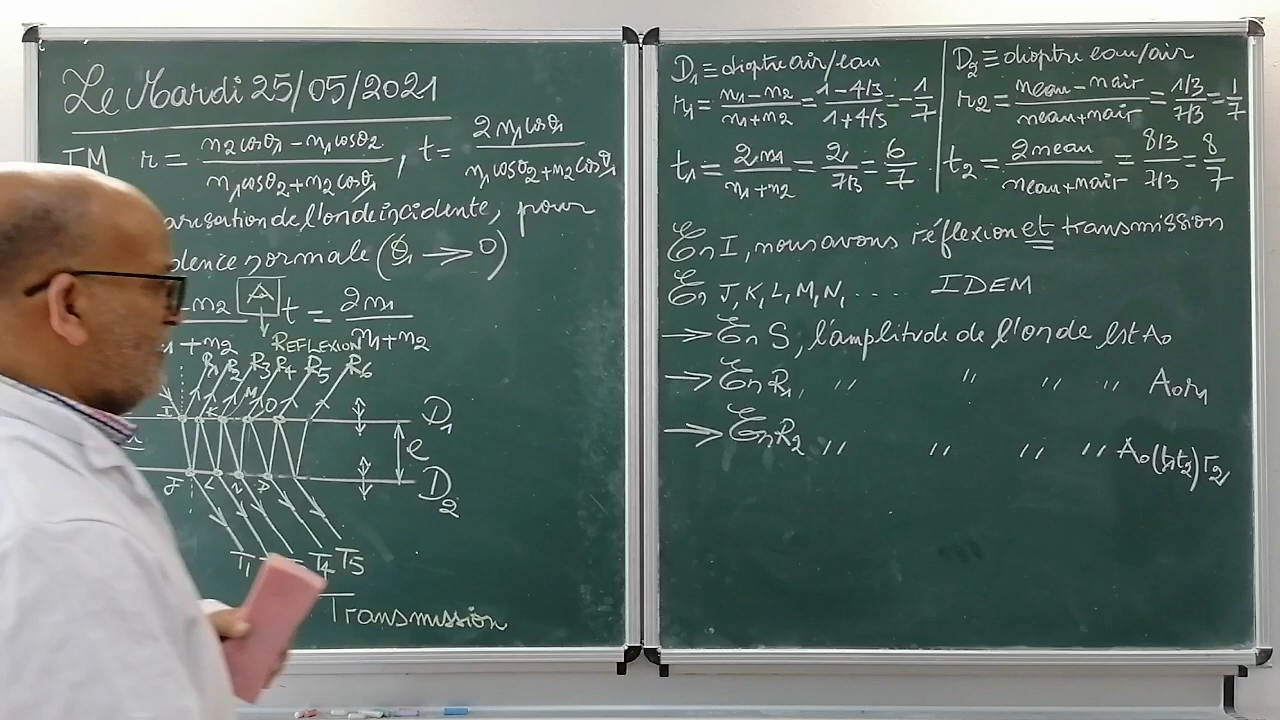 Le Mardi 25/05/2021
TM r = (n2cosθ1 - n1cosθ2)/(n1cosθ2 + n2cosθ1), t = 2n1cosθ1/(n1cosθ2 + n2cosθ1)
arisation de l'onde incidente, pour
dence normale (θ1 → 0)
-n2 A t = 2n1/(n1+n2)
+n2 REFLEXION
R1 R2 R3 R4 R5 R6
I K M O D1
e
J L N P D2
T1 T4 T5
Transmission
D1 ≡ dioptre air/eau
r1 = (n1-n2)/(n1+n2) = (1-4/3)/(1+4/3) = -1/7
t1 = 2n1/(n1+n2) = 2/(7/3) = 6/7
D2 ≡ dioptre eau/air
r2 = (neau - nair)/(neau + nair) = (1/3)/(7/3) = 1/7
t2 = 2neau/(neau+nair) = (8/3)/(7/3) = 8/7
En I, nous avons réflexion et transmission
En J, K, L, M, N, .... IDEM
→ En S, l'amplitude de l'onde est A0
→ En R1, '' '' '' '' A0r1
→ En R2 '' '' '' '' A0(t1t2)r2